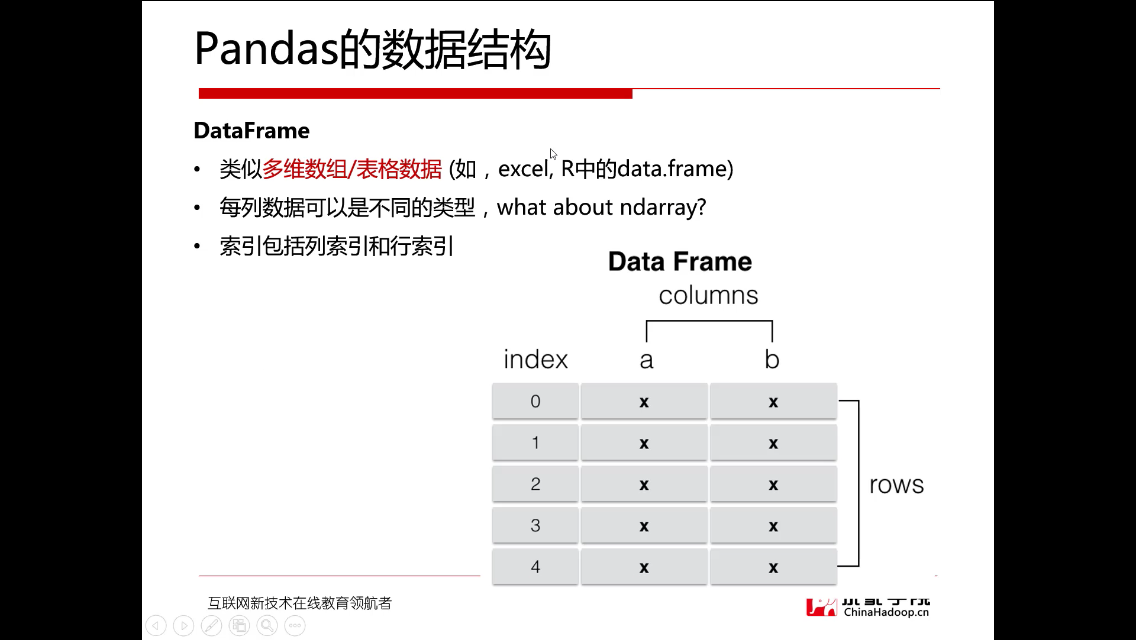 Pandas的数据结构
DataFrame
• 类似多维数组/表格数据 (如，excel, R中的data.frame)
• 每列数据可以是不同的类型，what about ndarray?
• 索引包括列索引和行索引
Data Frame
columns
index a b
0 x x
1 x x
2 x x
3 x x
4 x x
rows
互联网新技术在线教育领航者
ChinaHadoop.cn